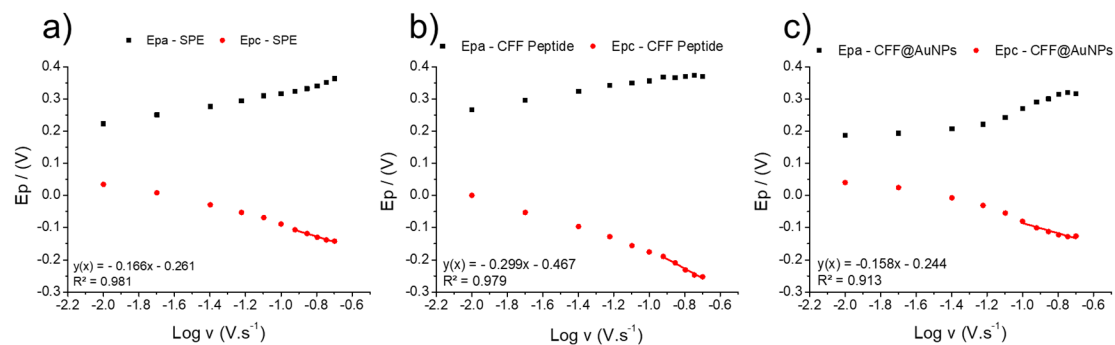 a)
Epa - SPE Epc - SPE
0.4
0.3
0.2
0.1
0.0
-0.1
-0.2
-0.3
Ep / (V)
y(x) = - 0.166x - 0.261
R² = 0.981
-2.2 -2.0 -1.8 -1.6 -1.4 -1.2 -1.0 -0.8 -0.6
Log v (V.s⁻¹)
b)
Epa - CFF Peptide Epc - CFF Peptide
0.4
0.3
0.2
0.1
0.0
-0.1
-0.2
-0.3
Ep / (V)
y(x) = - 0.299x - 0.467
R² = 0.979
-2.2 -2.0 -1.8 -1.6 -1.4 -1.2 -1.0 -0.8 -0.6
Log v (V.s⁻¹)
c)
Epa - CFF@AuNPs Epc - CFF@AuNPs
0.4
0.3
0.2
0.1
0.0
-0.1
-0.2
-0.3
Ep / (V)
y(x) = -0.158x - 0.244
R² = 0.913
-2.2 -2.0 -1.8 -1.6 -1.4 -1.2 -1.0 -0.8 -0.6
Log v (V.s⁻¹)